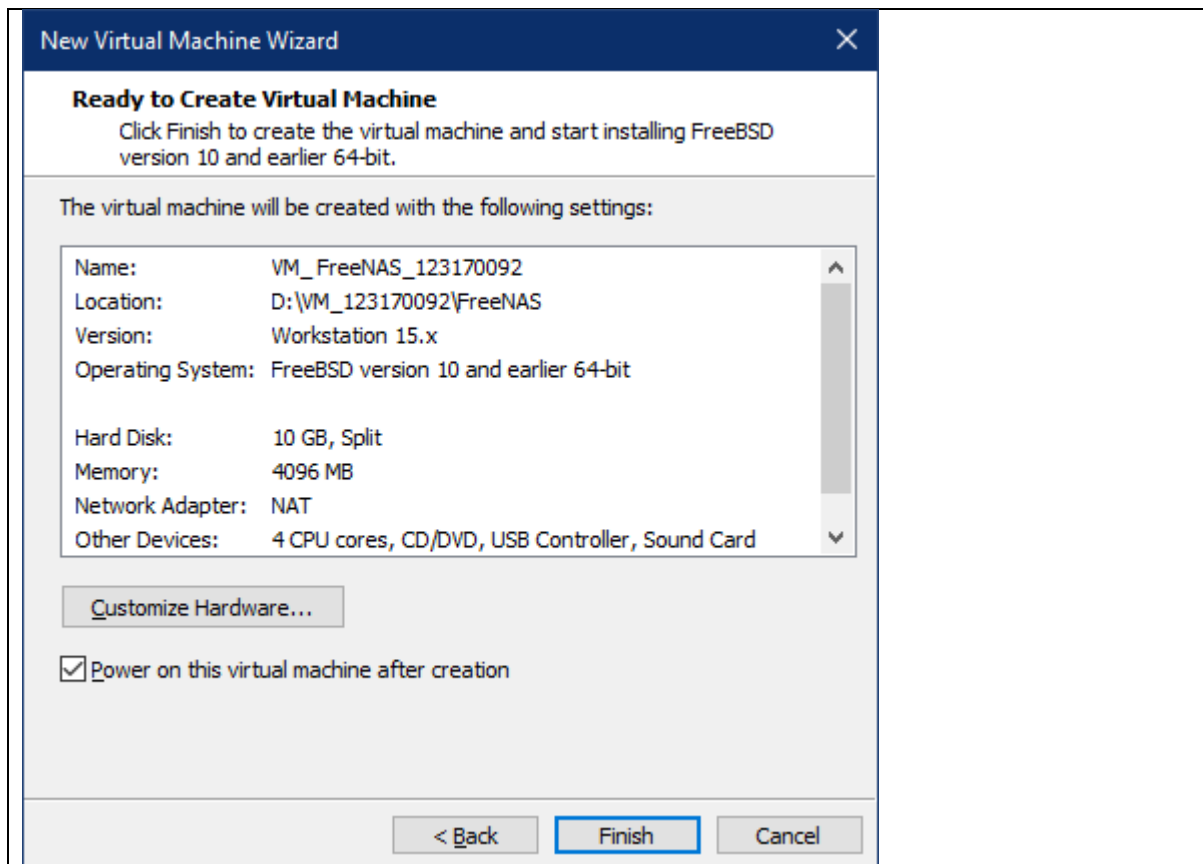 New Virtual Machine Wizard
Ready to Create Virtual Machine
Click Finish to create the virtual machine and start installing FreeBSD
version 10 and earlier 64-bit.
The virtual machine will be created with the following settings:
Name: VM_ FreeNAS_123170092
Location: D:\VM_123170092\FreeNAS
Version: Workstation 15.x
Operating System: FreeBSD version 10 and earlier 64-bit
Hard Disk: 10 GB, Split
Memory: 4096 MB
Network Adapter: NAT
Other Devices: 4 CPU cores, CD/DVD, USB Controller, Sound Card
Customize Hardware...
Power on this virtual machine after creation
< Back Finish Cancel